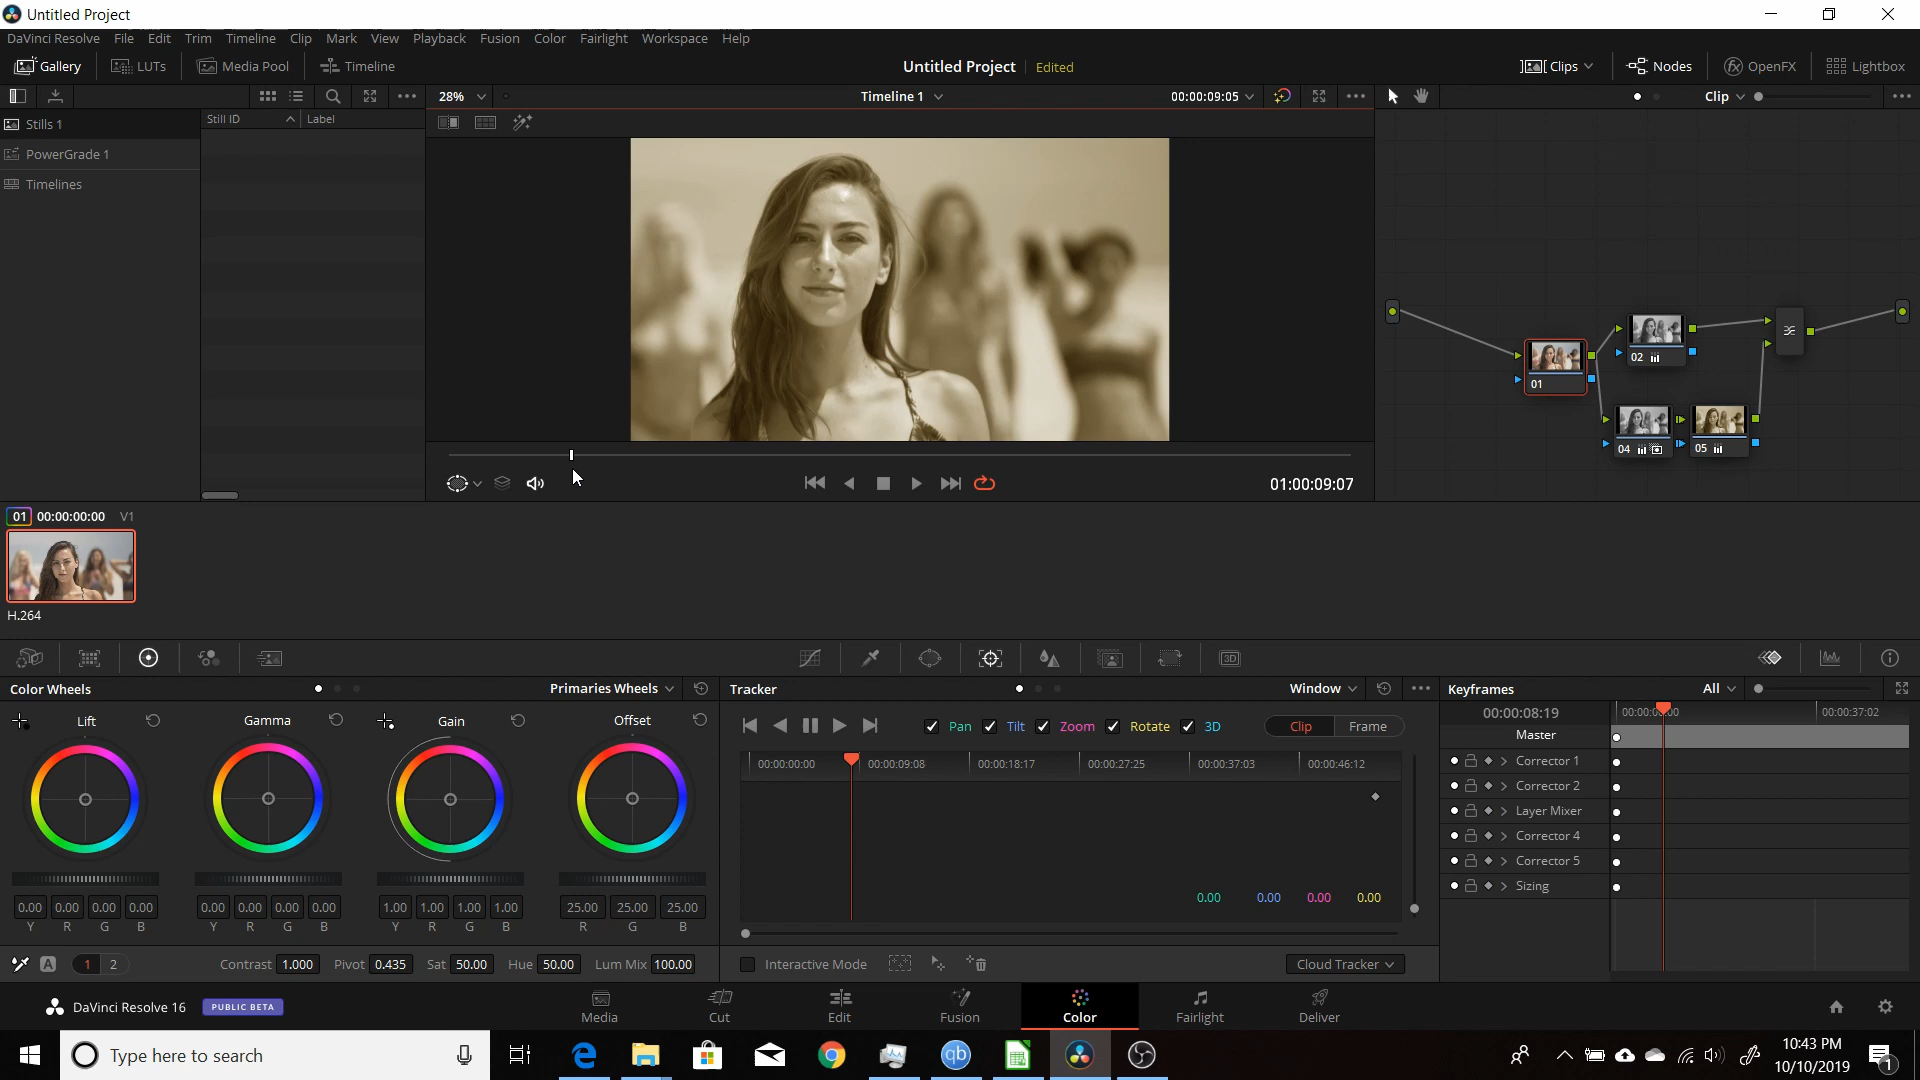 Untitled Project
DaVinci Resolve File Edit Trim Timeline Clip Mark View Playback Fusion Color Fairlight Workspace Help
Gallery LUTs Media Pool Timeline Untitled Project Edited Clips Nodes OpenFX Lightbox
28% Timeline 1 00:00:09:05 Clip
Stills 1 Still ID Label
PowerGrade 1
Timelines
02
01
04 05
01:00:09:07
01 00:00:00:00 V1
H.264
3D
Color Wheels Primaries Wheels Tracker Window Keyframes All
Lift Gamma Gain Offset
Pan Tilt Zoom Rotate 3D Clip Frame
00:00:08:19 00:00:37:02
Master
00:00:00:00 00:00:09:08 00:00:18:17 00:00:27:25 00:00:37:03 00:00:46:12
Corrector 1
Corrector 2
Layer Mixer
Corrector 4
Corrector 5
Sizing
0.00 0.00 0.00 0.00 0.00 0.00 0.00 0.00 1.00 1.00 1.00 1.00 25.00 25.00 25.00
Y R G B Y R G B Y R G B R G B
0.00 0.00 0.00 0.00
A 1 2 Contrast 1.000 Pivot 0.435 Sat 50.00 Hue 50.00 Lum Mix 100.00
Interactive Mode Cloud Tracker
DaVinci Resolve 16 PUBLIC BETA
Media Cut Edit Fusion Color Fairlight Deliver
Type here to search
qb
10:43 PM
10/10/2019
1